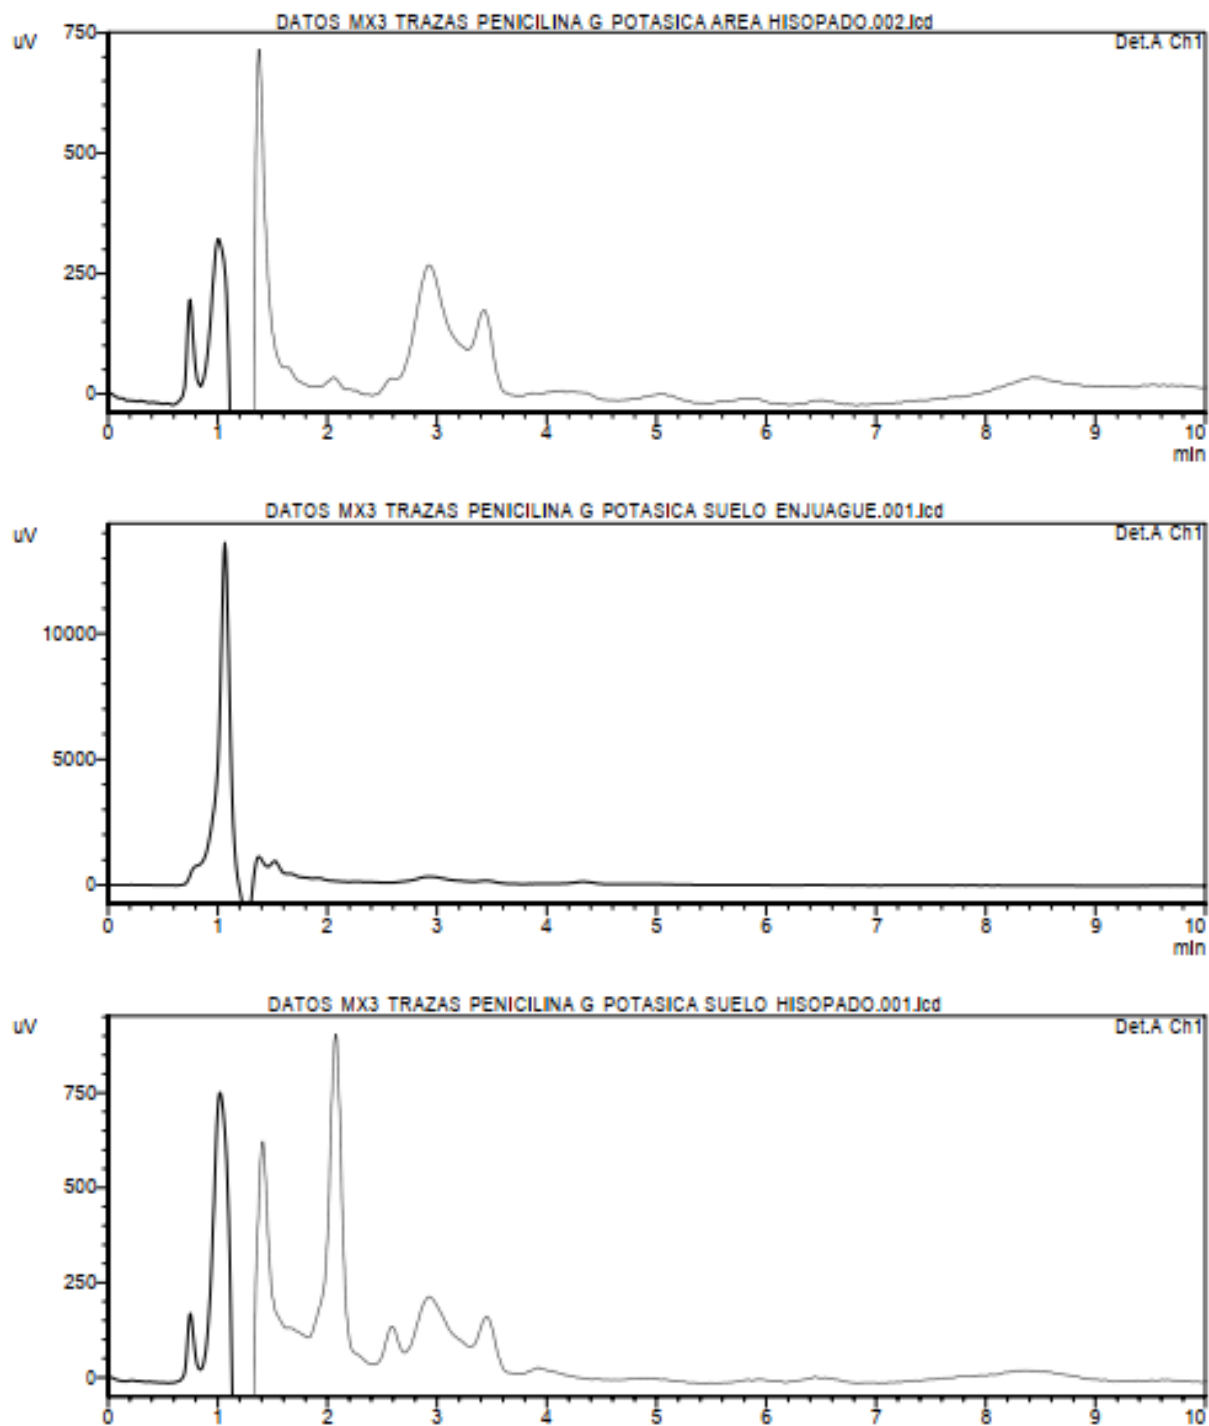 DATOS MX3 TRAZAS PENICILINA G POTASICA AREA HISOPADO.002.lcd
uV
Det.A Ch1
750
500
250
0
0 1 2 3 4 5 6 7 8 9 10
min
DATOS MX3 TRAZAS PENICILINA G POTASICA SUELO ENJUAGUE.001.lcd
uV
Det.A Ch1
10000
5000
0
0 1 2 3 4 5 6 7 8 9 10
min
DATOS MX3 TRAZAS PENICILINA G POTASICA SUELO HISOPADO.001.lcd
uV
Det.A Ch1
750
500
250
0
0 1 2 3 4 5 6 7 8 9 10